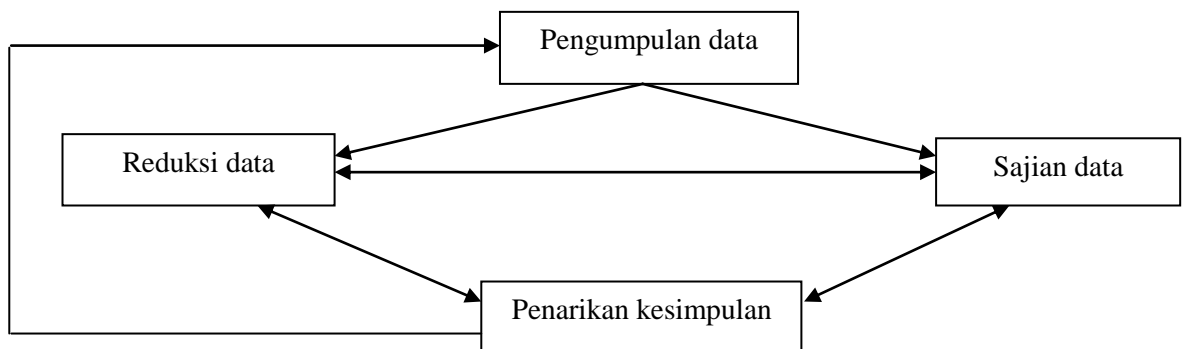 Pengumpulan data
Reduksi data
Sajian data
Penarikan kesimpulan